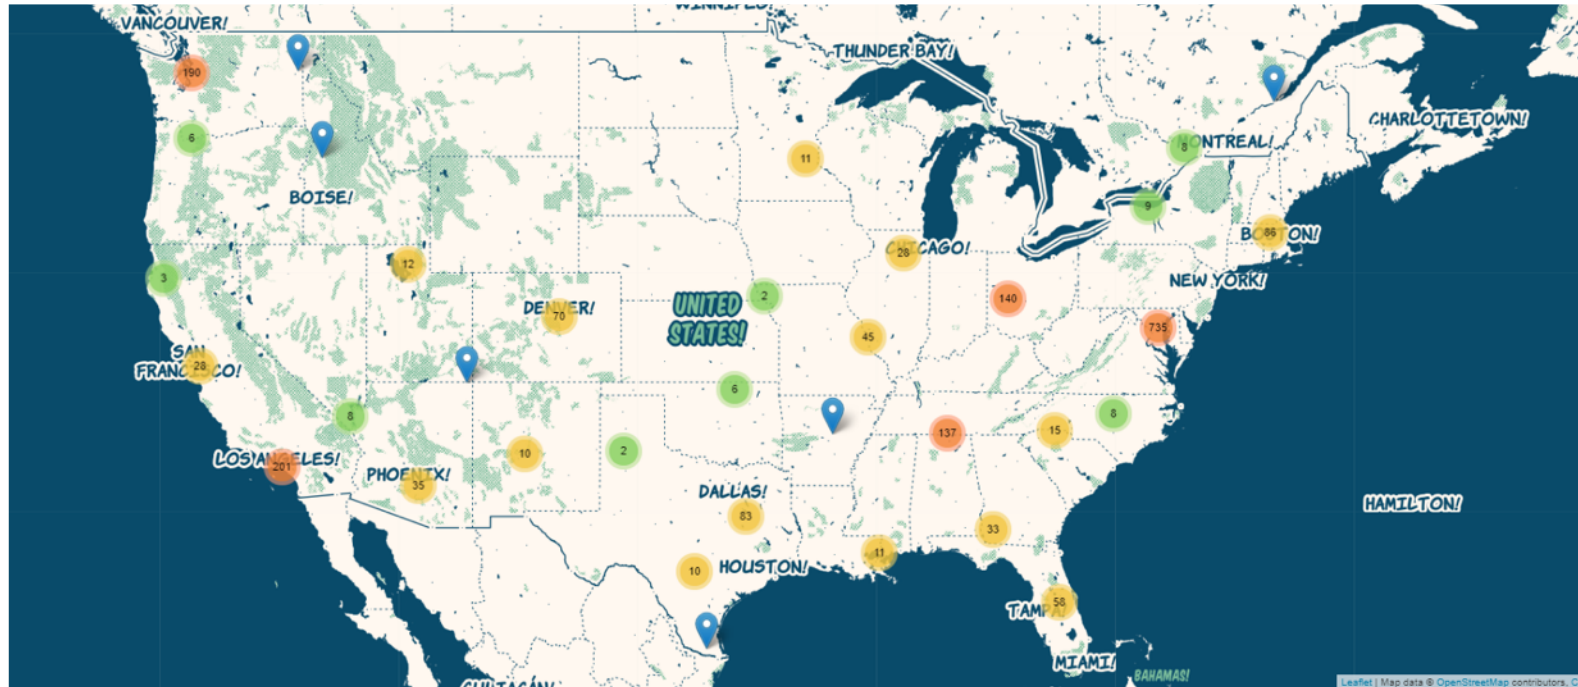 WINNIPEG!
VANCOUVER!
THUNDER BAY!
190
CHARLOTTETOWN!
6
MONTREAL!
8
11
BOISE!
9
BOSTON!
86
CHICAGO!
28
12
3
NEW YORK!
UNITED
STATES!
2
140
DENVER!
70
735
45
SAN
FRANCISCO!
28
6
8
8
137
15
10
2
LOS ANGELES!
201
PHOENIX!
35
DALLAS!
83
HAMILTON!
33
11
HOUSTON!
10
TAMPA!
58
MIAMI!
BAHAMAS!
CULIACÁN!
Leaflet | Map data © OpenStreetMap contributors, C